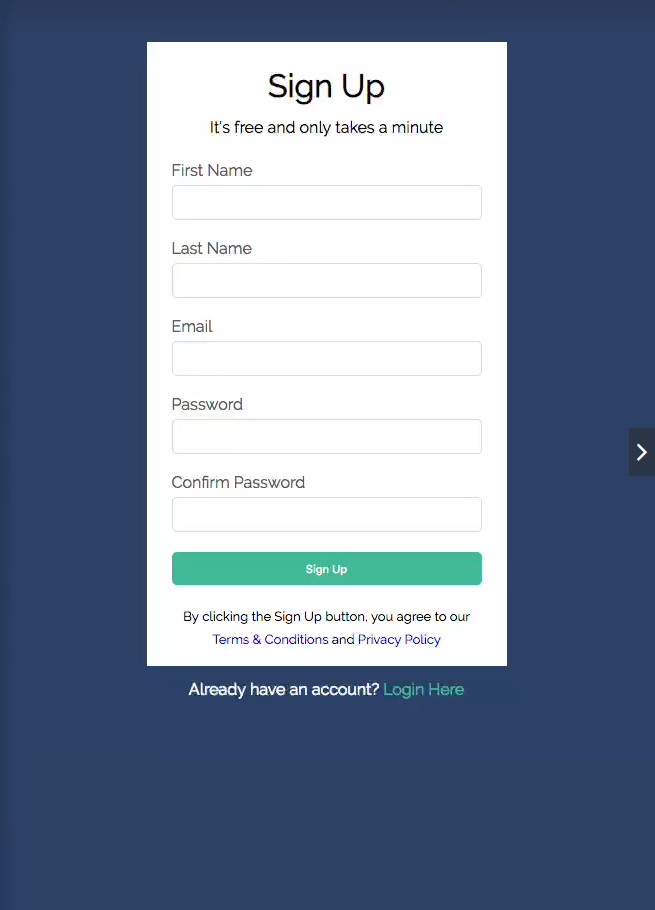 Sign Up
It's free and only takes a minute
First Name
Last Name
Email
Password
Confirm Password
Sign Up
By clicking the Sign Up button, you agree to our
Terms & Conditions and Privacy Policy
Already have an account? Login Here